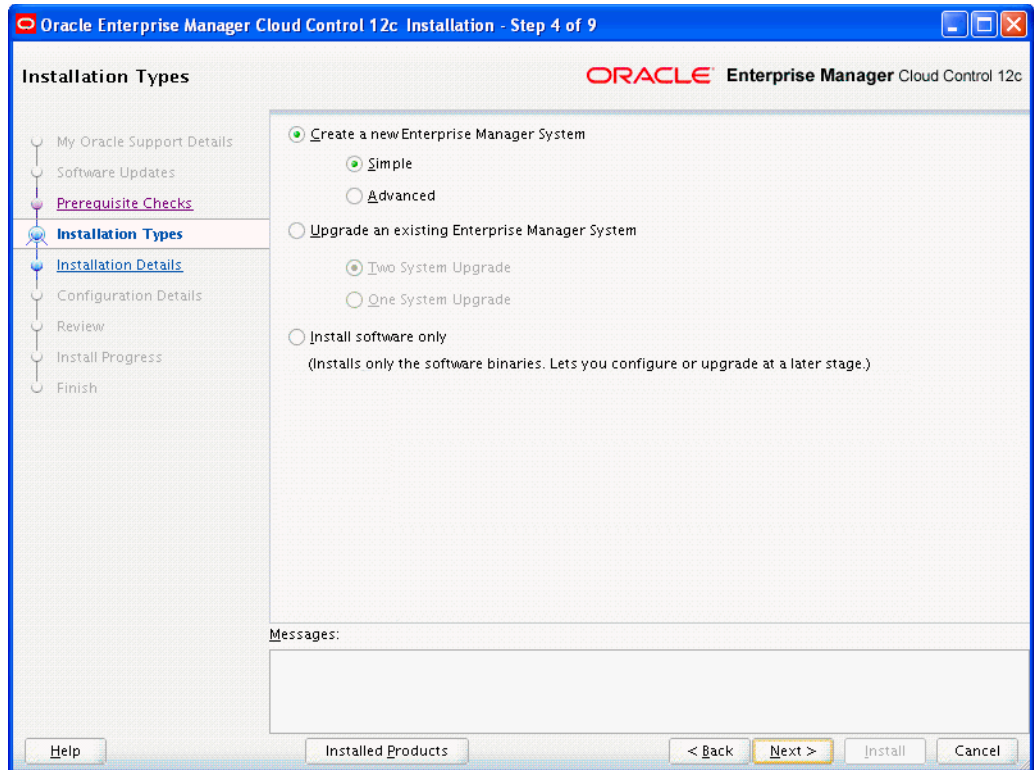 Oracle Enterprise Manager Cloud Control 12c Installation - Step 4 of 9
Installation Types
ORACLE Enterprise Manager Cloud Control 12c
My Oracle Support Details
Software Updates
Prerequisite Checks
Installation Types
Installation Details
Configuration Details
Review
Install Progress
Finish
Create a new Enterprise Manager System
Simple
Advanced
Upgrade an existing Enterprise Manager System
Two System Upgrade
One System Upgrade
Install software only
(Installs only the software binaries. Lets you configure or upgrade at a later stage.)
Messages:
Help
Installed Products
< Back
Next >
Install
Cancel